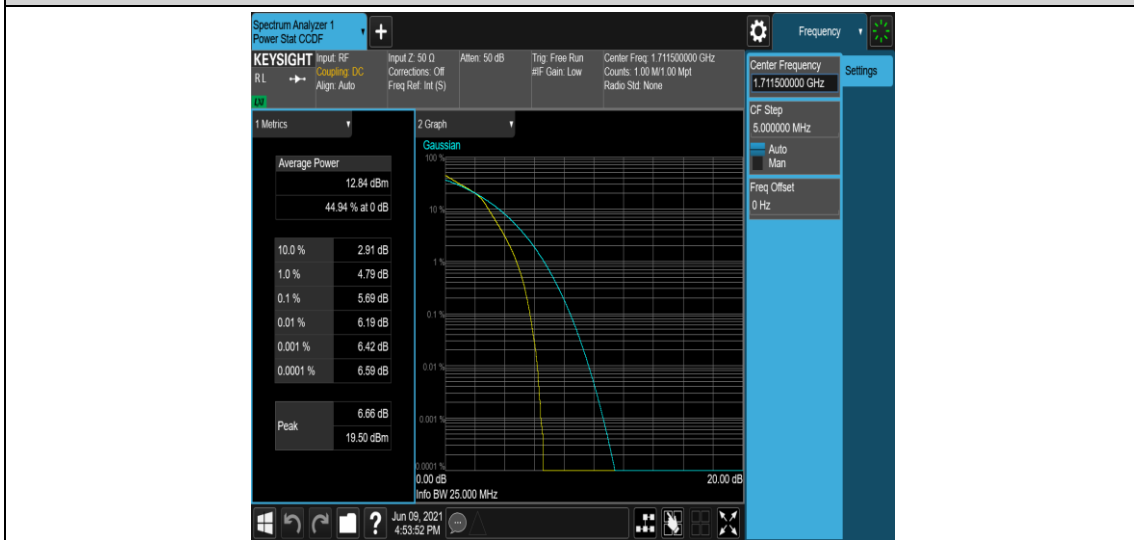 Spectrum Analyzer 1
Power Stat CCDF
+
Frequency
KEYSIGHT
RL
Input: RF
Coupling: DC
Align: Auto
Input Z: 50 Ω
Corrections: Off
Freq Ref: Int (S)
Atten: 50 dB
Trig: Free Run
#IF Gain: Low
Center Freq: 1.711500000 GHz
Counts: 1.00 M/1.00 Mpt
Radio Std: None
Center Frequency
1.711500000 GHz
Settings
CF Step
5.000000 MHz
Auto
Man
Freq Offset
0 Hz
1 Metrics
Average Power
12.84 dBm
44.94 % at 0 dB
10.0 % 2.91 dB
1.0 % 4.79 dB
0.1 % 5.69 dB
0.01 % 6.19 dB
0.001 % 6.42 dB
0.0001 % 6.59 dB
Peak
6.66 dB
19.50 dBm
2 Graph
Gaussian
100 %
10 %
1 %
0.1 %
0.01 %
0.001 %
0.0001 %
0.00 dB 20.00 dB
Info BW 25.000 MHz
?
Jun 09, 2021
4:53:52 PM